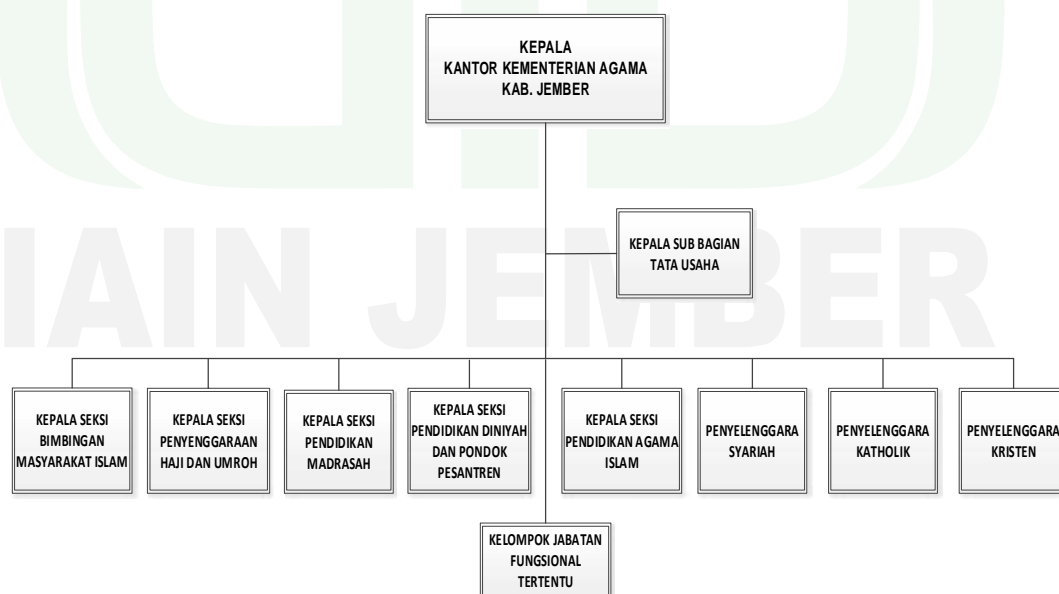 KEPALA
KANTOR KEMENTERIAN AGAMA
KAB. JEMBER
KEPALA SUB BAGIAN
TATA USAHA
IAIN JEMBER
KEPALA SEKSI
BIMBINGAN
MASYARAKAT ISLAM
KEPALA SEKSI
PENYENGGARAAN
HAJI DAN UMROH
KEPALA SEKSI
PENDIDIKAN
MADRASAH
KEPALA SEKSI
PENDIDIKAN DINIYAH
DAN PONDOK
PESANTREN
KEPALA SEKSI
PENDIDIKAN AGAMA
ISLAM
PENYELENGGARA
SYARIAH
PENYELENGGARA
KATHOLIK
PENYELENGGARA
KRISTEN
KELOMPOK JABATAN
FUNGSIONAL
TERTENTU